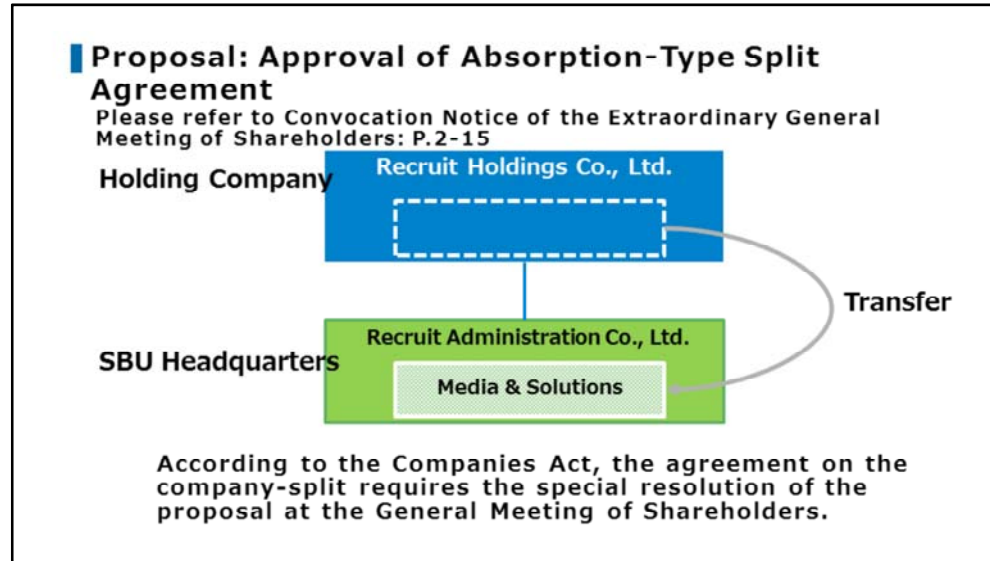 Proposal: Approval of Absorption-Type Split
Agreement
Please refer to Convocation Notice of the Extraordinary General
Meeting of Shareholders: P.2-15
Holding Company
Recruit Holdings Co., Ltd.
Transfer
Recruit Administration Co., Ltd.
SBU Headquarters
Media & Solutions
According to the Companies Act, the agreement on the
company-split requires the special resolution of the
proposal at the General Meeting of Shareholders.